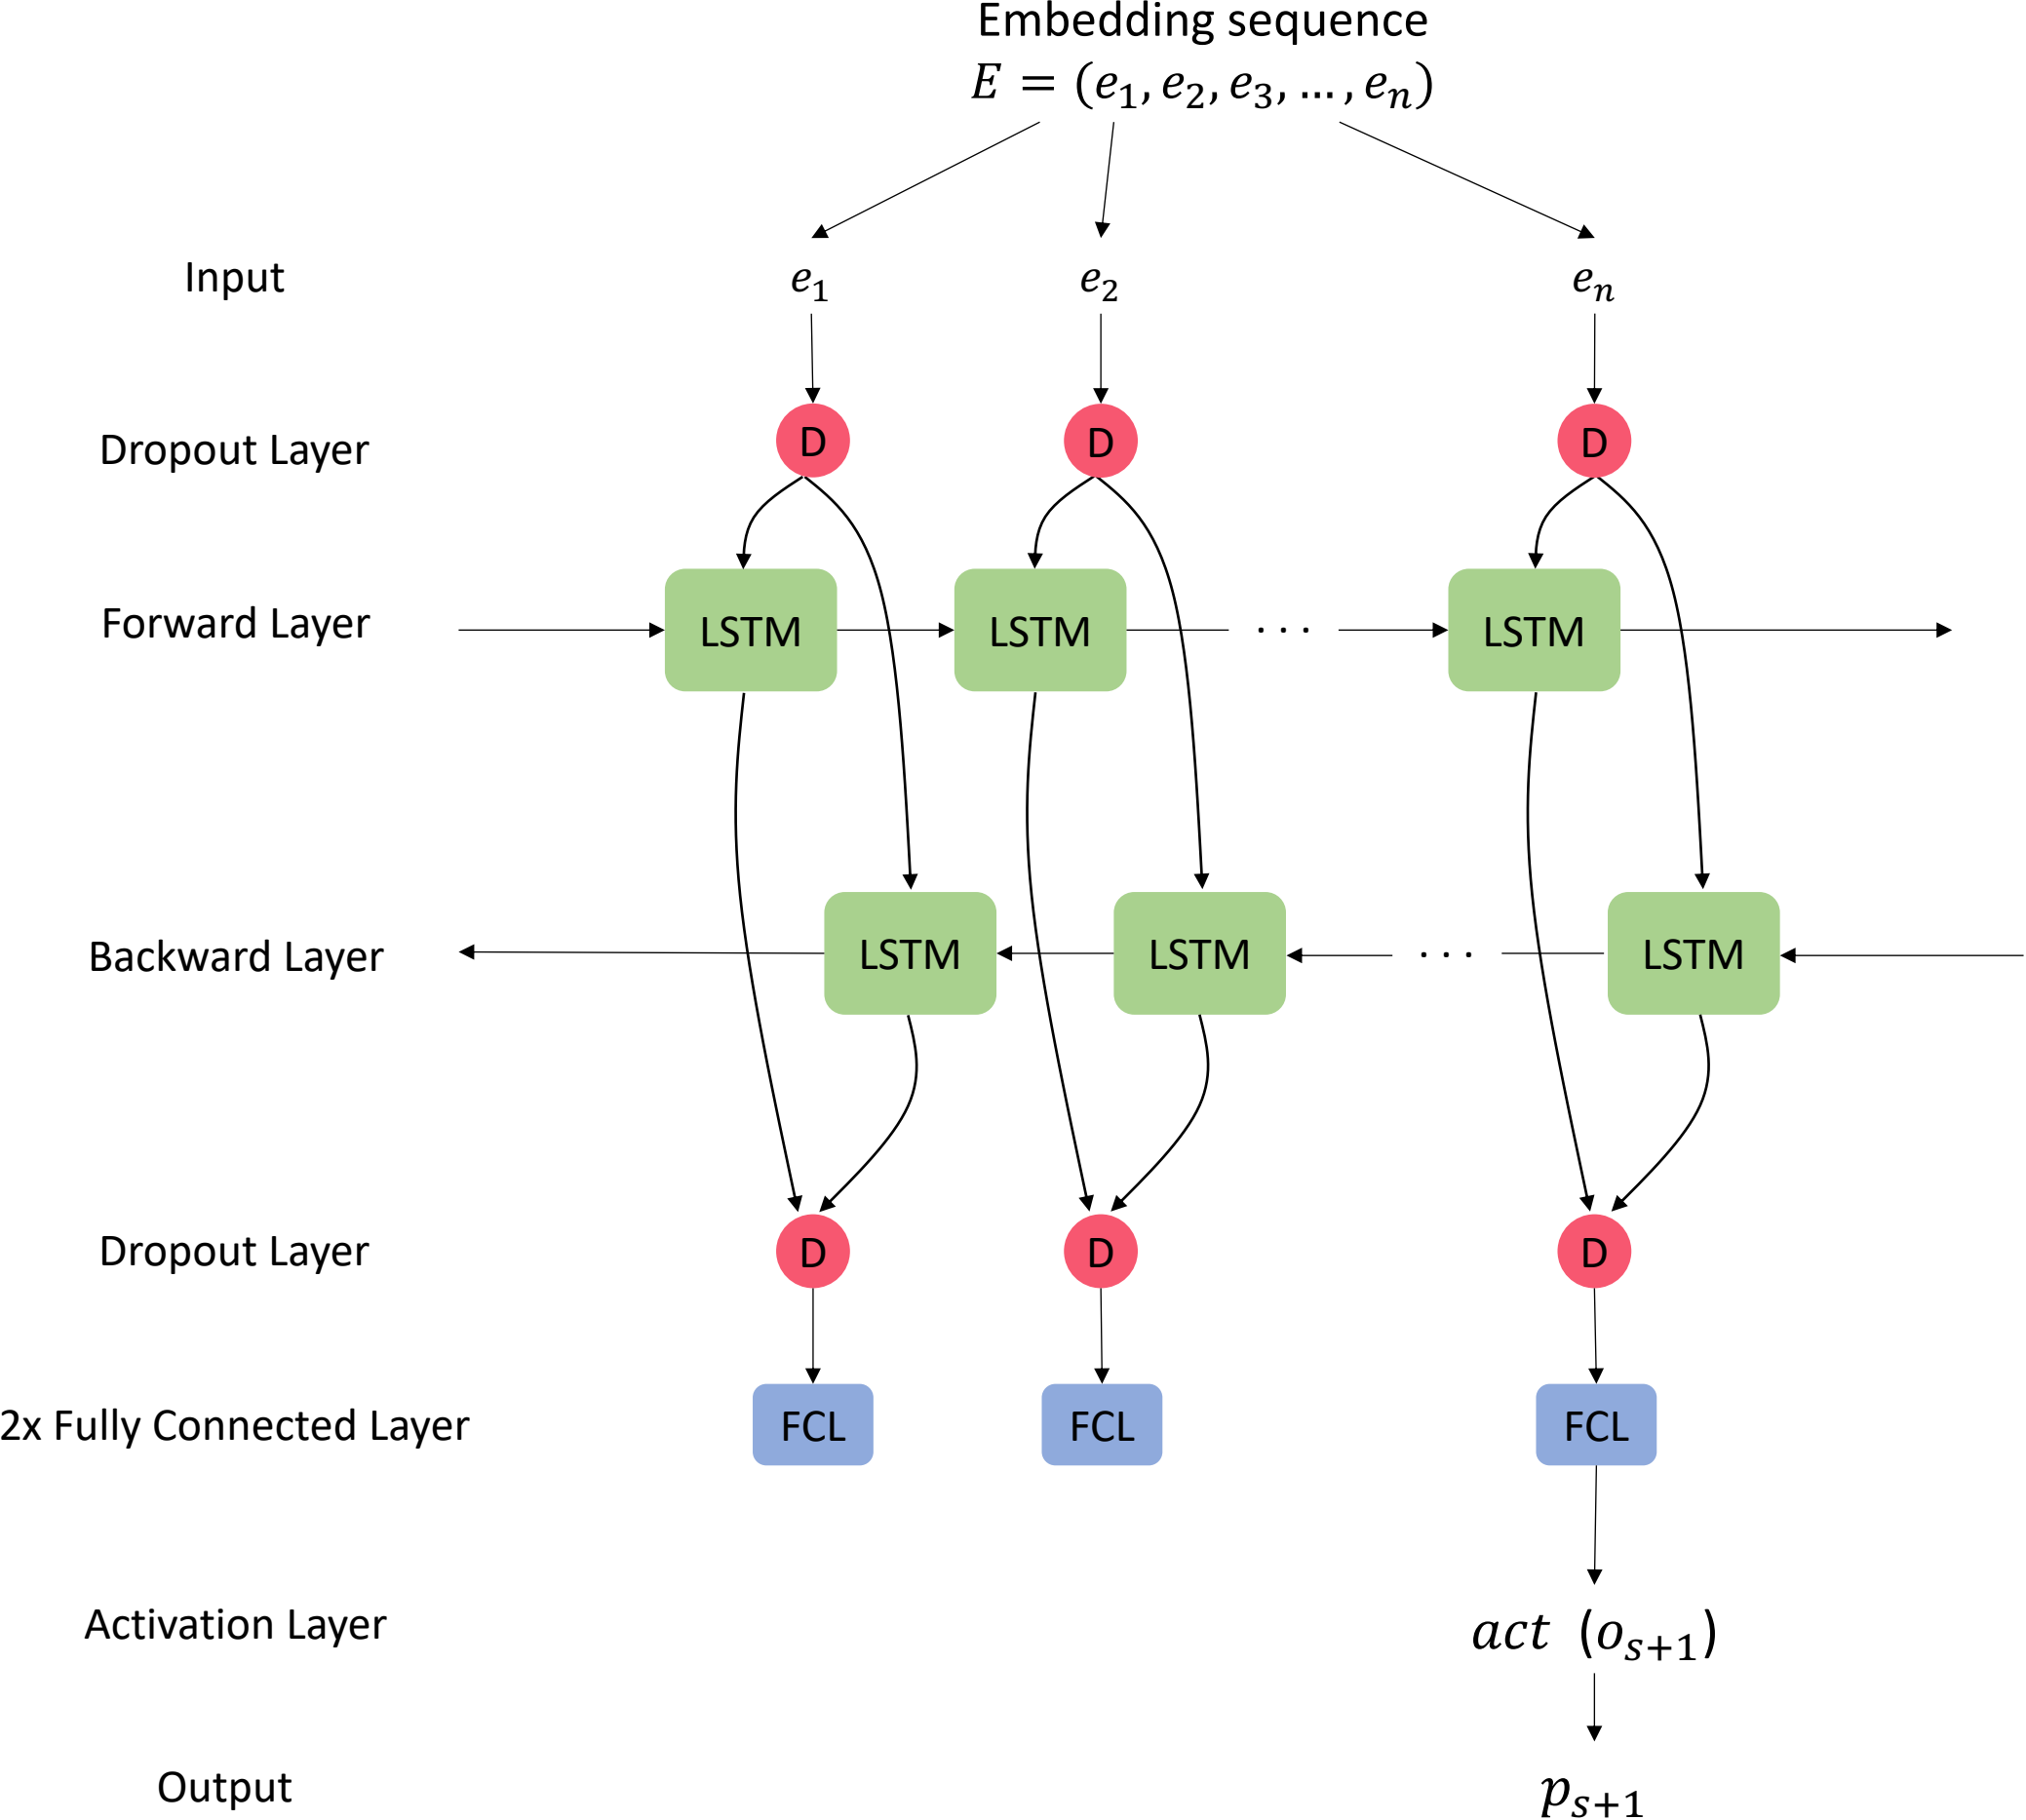 Embedding sequence
E = (e₁, e₂, e₃, ..., eₙ)
Input e₁ e₂ eₙ
Dropout Layer D D D
Forward Layer LSTM LSTM · · · LSTM
Backward Layer LSTM LSTM · · · LSTM
Dropout Layer D D D
2x Fully Connected Layer FCL FCL FCL
Activation Layer act (oₛ₊₁)
Output pₛ₊₁